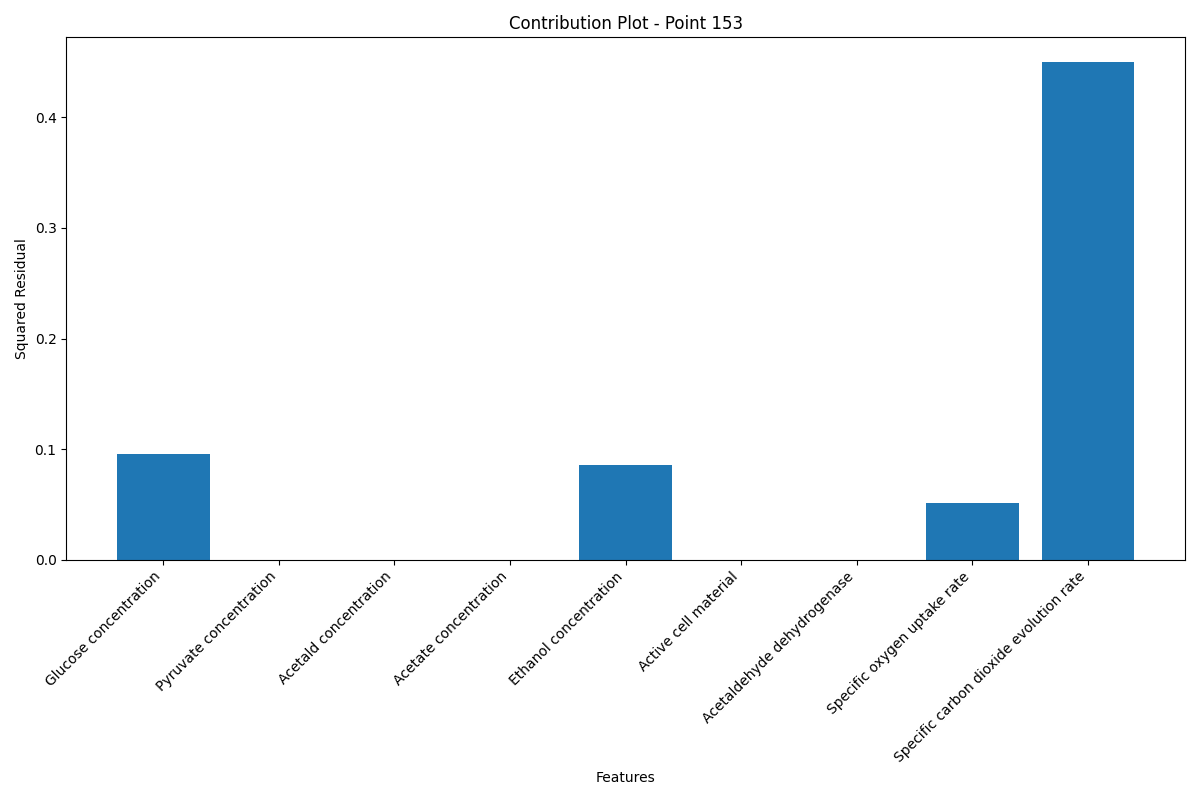 Contribution Plot - Point 153
Squared Residual
0.4
0.3
0.2
0.1
0.0
Glucose concentration
Pyruvate concentration
Acetald concentration
Acetate concentration
Ethanol concentration
Active cell material
Acetaldehyde dehydrogenase
Specific oxygen uptake rate
Specific carbon dioxide evolution rate
Features